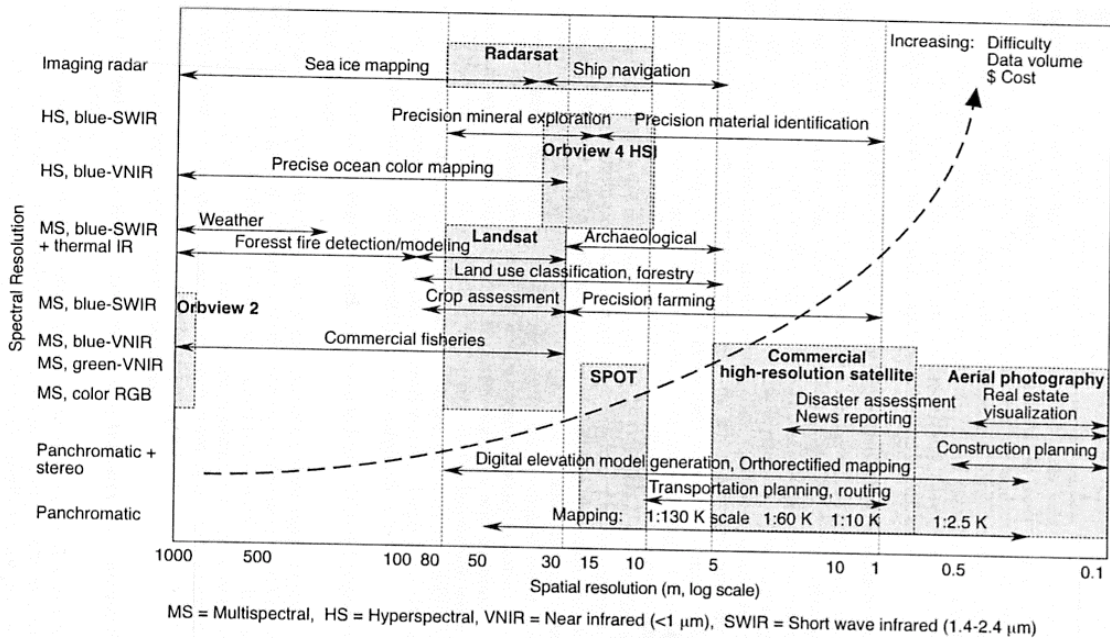 Increasing: Difficulty
Data volume
$ Cost
Radarsat
Imaging radar
Sea ice mapping
Ship navigation
HS, blue-SWIR
Precision mineral exploration
Precision material identification
Orbview 4 HSI
HS, blue-VNIR
Precise ocean color mapping
Weather
MS, blue-SWIR
+ thermal IR
Foresst fire detection/modeling
Landsat
Archaeological
Land use classification, forestry
MS, blue-SWIR
Orbview 2
Crop assessment
Precision farming
MS, blue-VNIR
Commercial fisheries
MS, green-VNIR
MS, color RGB
SPOT
Commercial
high-resolution satellite
Aerial photography
Disaster assessment
News reporting
Real estate
visualization
Construction planning
Panchromatic +
stereo
Digital elevation model generation, Orthorectified mapping
Transportation planning, routing
Panchromatic
Mapping: 1:130 K scale 1:60 K 1:10 K 1:2.5 K
Spectral Resolution
1000 500 100 80 50 30 15 10 5 10 1 0.5 0.1
Spatial resolution (m, log scale)
MS = Multispectral, HS = Hyperspectral, VNIR = Near infrared (<1 μm), SWIR = Short wave infrared (1.4-2.4 μm)